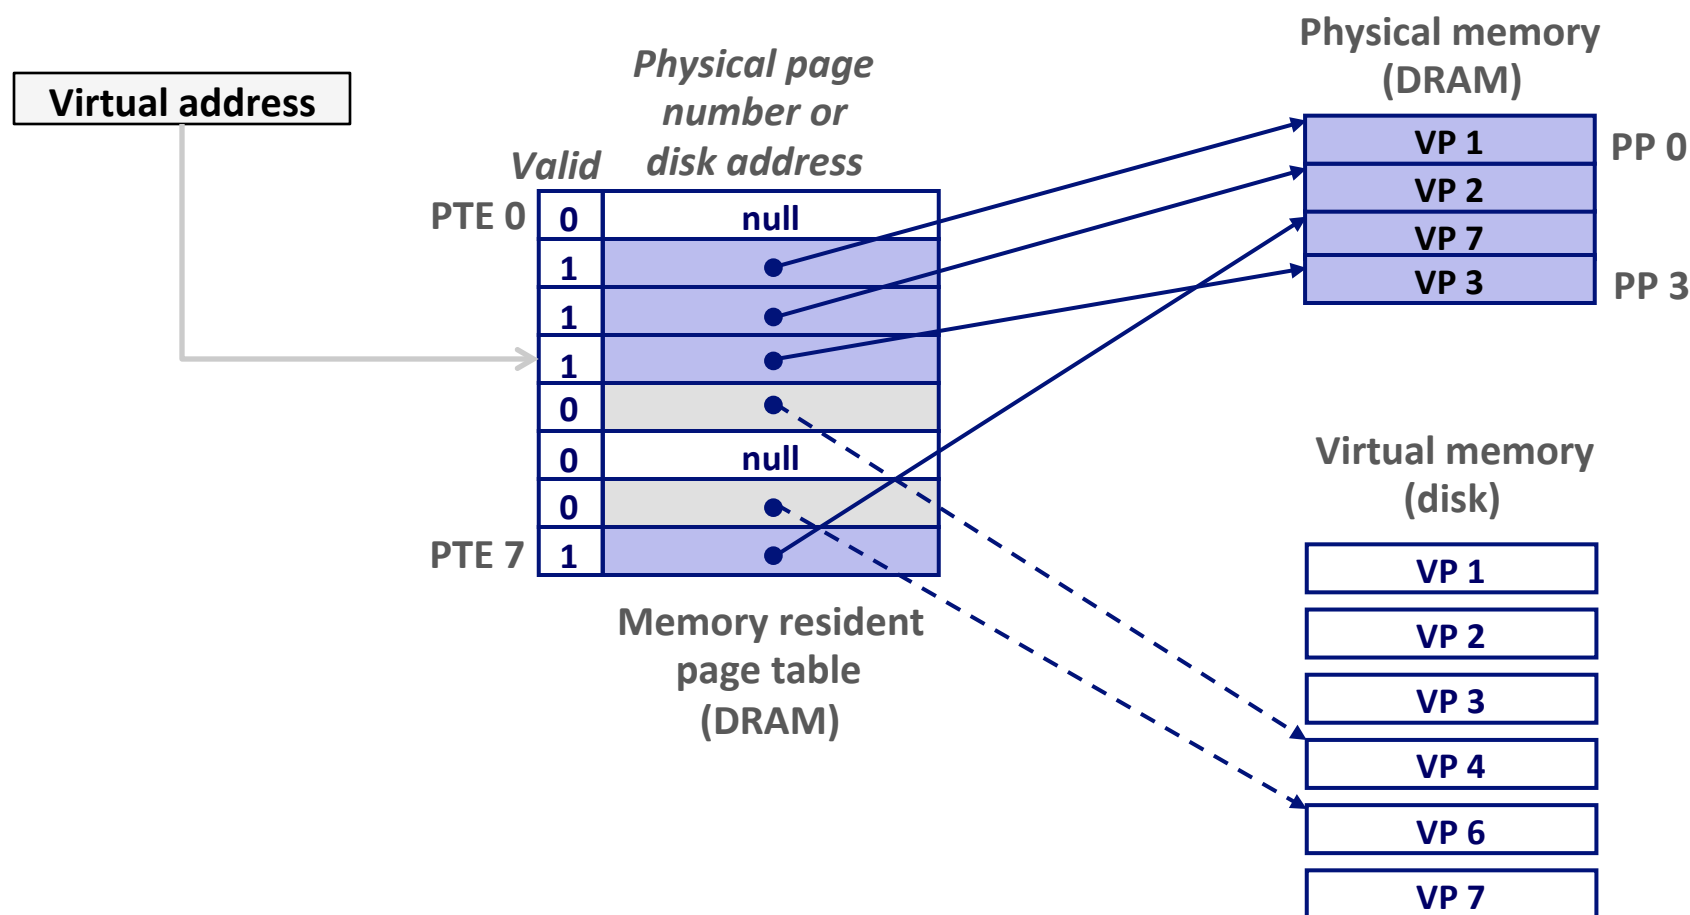 Virtual address
Physical page
number or
disk address
Valid
PTE 0
0 null
1
1
1
0
0 null
0
PTE 7 1
Memory resident
page table
(DRAM)
Physical memory
(DRAM)
VP 1 PP 0
VP 2
VP 7
VP 3 PP 3
Virtual memory
(disk)
VP 1
VP 2
VP 3
VP 4
VP 6
VP 7